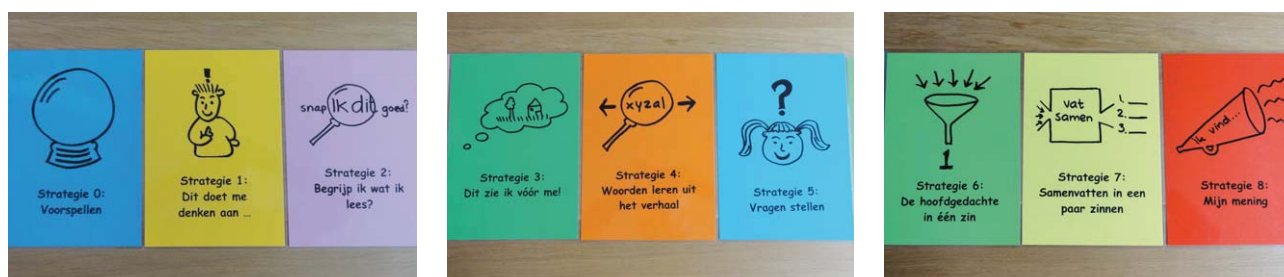 Strategie 0:
Voorspellen
!
Strategie 1:
Dit doet me
denken aan ...
snap Ik dit goed?
Strategie 2:
Begrijp ik wat ik
lees?
Strategie 3:
Dit zie ik vóór me!
xyzal
Strategie 4:
Woorden leren uit
het verhaal
?
Strategie 5:
Vragen stellen
1
Strategie 6:
De hoofdgedachte
in één zin
vat
samen
1.
2.
3.
Strategie 7:
Samenvatten in een
paar zinnen
ik vind...
Strategie 8:
Mijn mening